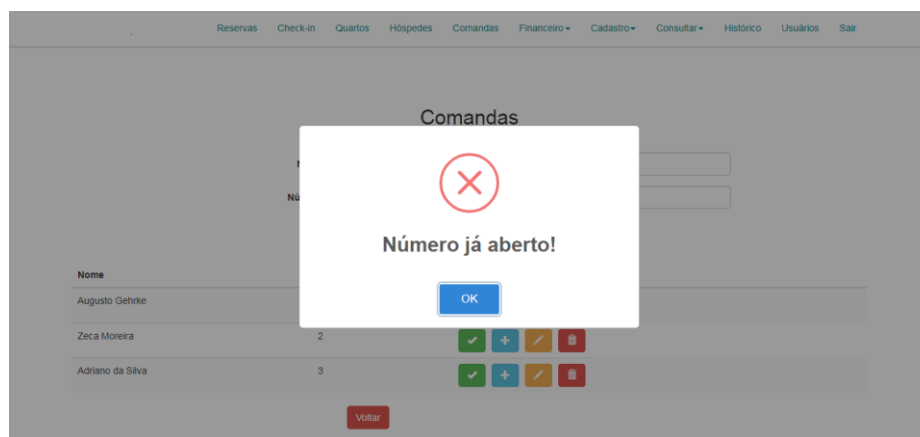 Reservas Check-in Quartos Hóspedes Comandas Financeiro Cadastro Consultar Histórico Usuários Sair
Comandas
Número já aberto!
OK
Nome
Augusto Gehrke
Zeca Moreira 2
Adriano da Silva 3
Voltar